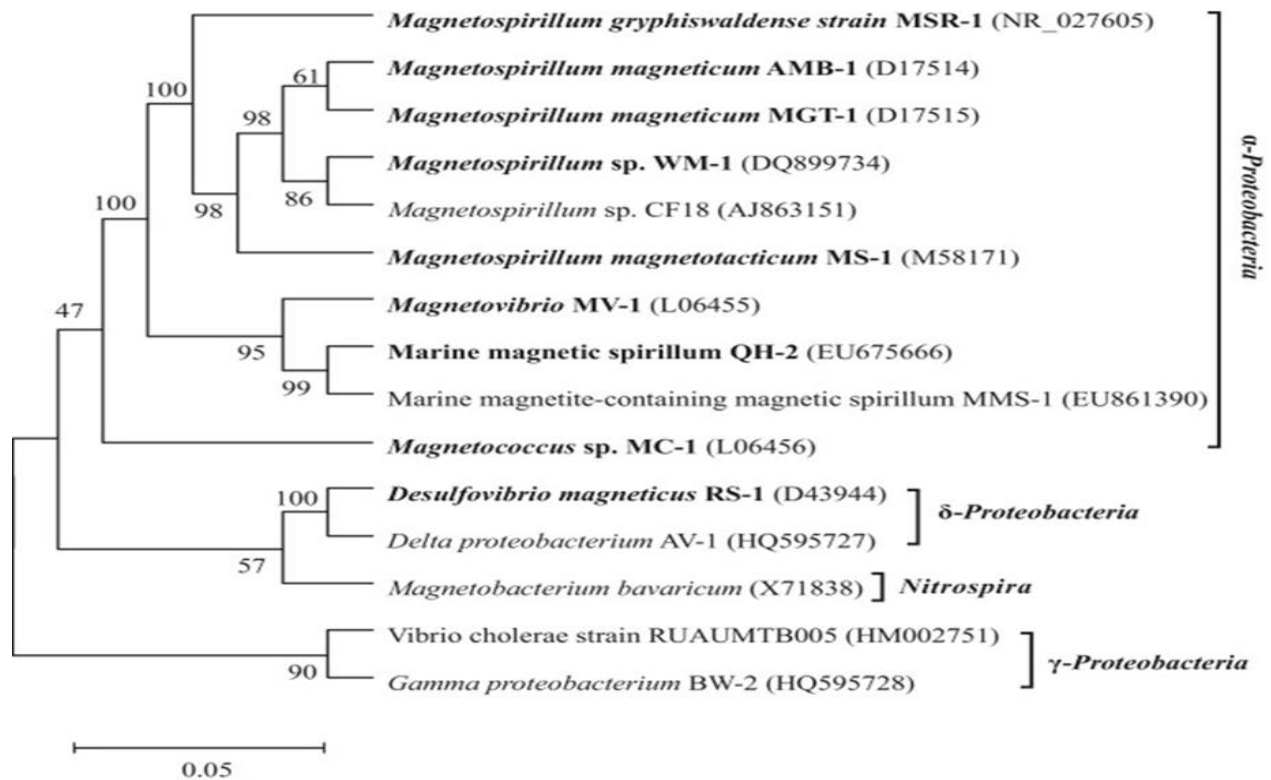 Magnetospirillum gryphiswaldense strain MSR-1 (NR_027605)
61
Magnetospirillum magneticum AMB-1 (D17514)
100
Magnetospirillum magneticum MGT-1 (D17515)
98
Magnetospirillum sp. WM-1 (DQ899734)
86
Magnetospirillum sp. CF18 (AJ863151)
100
98
Magnetospirillum magnetotacticum MS-1 (M58171)
α-Proteobacteria
Magnetovibrio MV-1 (L06455)
47
95
Marine magnetic spirillum QH-2 (EU675666)
99
Marine magnetite-containing magnetic spirillum MMS-1 (EU861390)
Magnetococcus sp. MC-1 (L06456)
100
Desulfovibrio magneticus RS-1 (D43944)
δ-Proteobacteria
Delta proteobacterium AV-1 (HQ595727)
57
Magnetobacterium bavaricum (X71838)
Nitrospira
Vibrio cholerae strain RUAUMTB005 (HM002751)
γ-Proteobacteria
90
Gamma proteobacterium BW-2 (HQ595728)
0.05